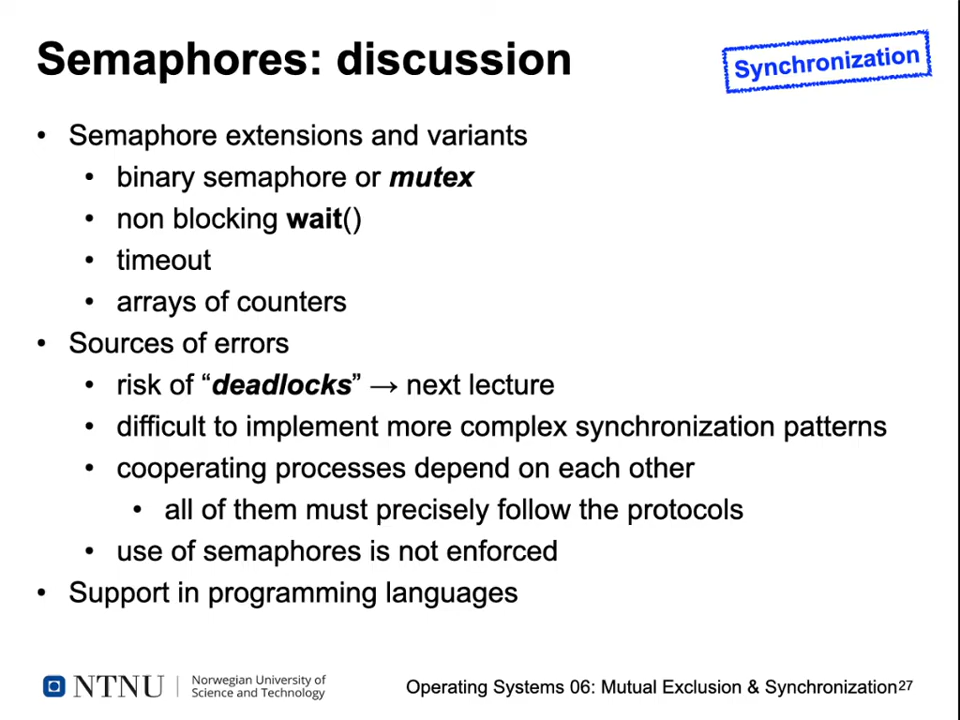 Semaphores: discussion
Synchronization
• Semaphore extensions and variants
• binary semaphore or mutex
• non blocking wait()
• timeout
• arrays of counters
• Sources of errors
• risk of “deadlocks” → next lecture
• difficult to implement more complex synchronization patterns
• cooperating processes depend on each other
• all of them must precisely follow the protocols
• use of semaphores is not enforced
• Support in programming languages
NTNU
Norwegian University of
Science and Technology
Operating Systems 06: Mutual Exclusion & Synchronization27